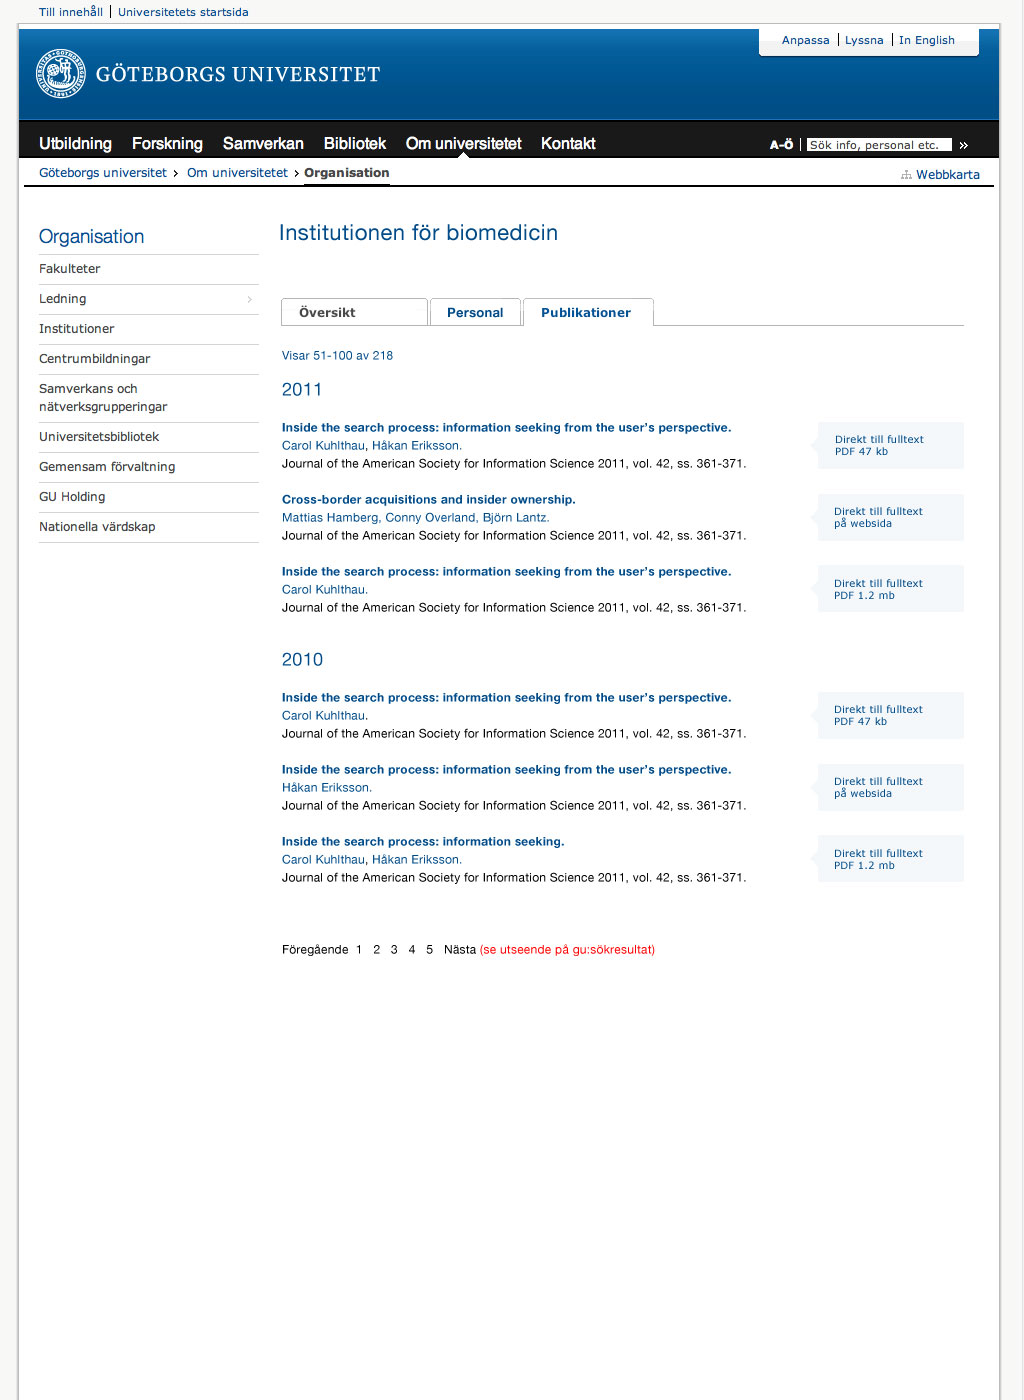 Till innehåll | Universitetets startsida
Anpassa | Lyssna | In English
GÖTEBORGS UNIVERSITET
Utbildning Forskning Samverkan Bibliotek Om universitetet Kontakt
A-Ö | Sök info, personal etc. »
Göteborgs universitet › Om universitetet › Organisation
Webbkarta
Organisation
Fakulteter
Ledning
Institutioner
Centrumbildningar
Samverkans och
nätverksgrupperingar
Universitetsbibliotek
Gemensam förvaltning
GU Holding
Nationella värdskap
Institutionen för biomedicin
Översikt Personal Publikationer
Visar 51-100 av 218
2011
Inside the search process: information seeking from the user's perspective.
Carol Kuhlthau, Håkan Eriksson.
Journal of the American Society for Information Science 2011, vol. 42, ss. 361-371.
Direkt till fulltext
PDF 47 kb
Cross-border acquisitions and insider ownership.
Mattias Hamberg, Conny Overland, Björn Lantz.
Journal of the American Society for Information Science 2011, vol. 42, ss. 361-371.
Direkt till fulltext
på websida
Inside the search process: information seeking from the user's perspective.
Carol Kuhlthau.
Journal of the American Society for Information Science 2011, vol. 42, ss. 361-371.
Direkt till fulltext
PDF 1.2 mb
2010
Inside the search process: information seeking from the user's perspective.
Carol Kuhlthau.
Journal of the American Society for Information Science 2011, vol. 42, ss. 361-371.
Direkt till fulltext
PDF 47 kb
Inside the search process: information seeking from the user's perspective.
Håkan Eriksson.
Journal of the American Society for Information Science 2011, vol. 42, ss. 361-371.
Direkt till fulltext
på websida
Inside the search process: information seeking.
Carol Kuhlthau, Håkan Eriksson.
Journal of the American Society for Information Science 2011, vol. 42, ss. 361-371.
Direkt till fulltext
PDF 1.2 mb
Föregående 1 2 3 4 5 Nästa (se utseende på gu:sökresultat)